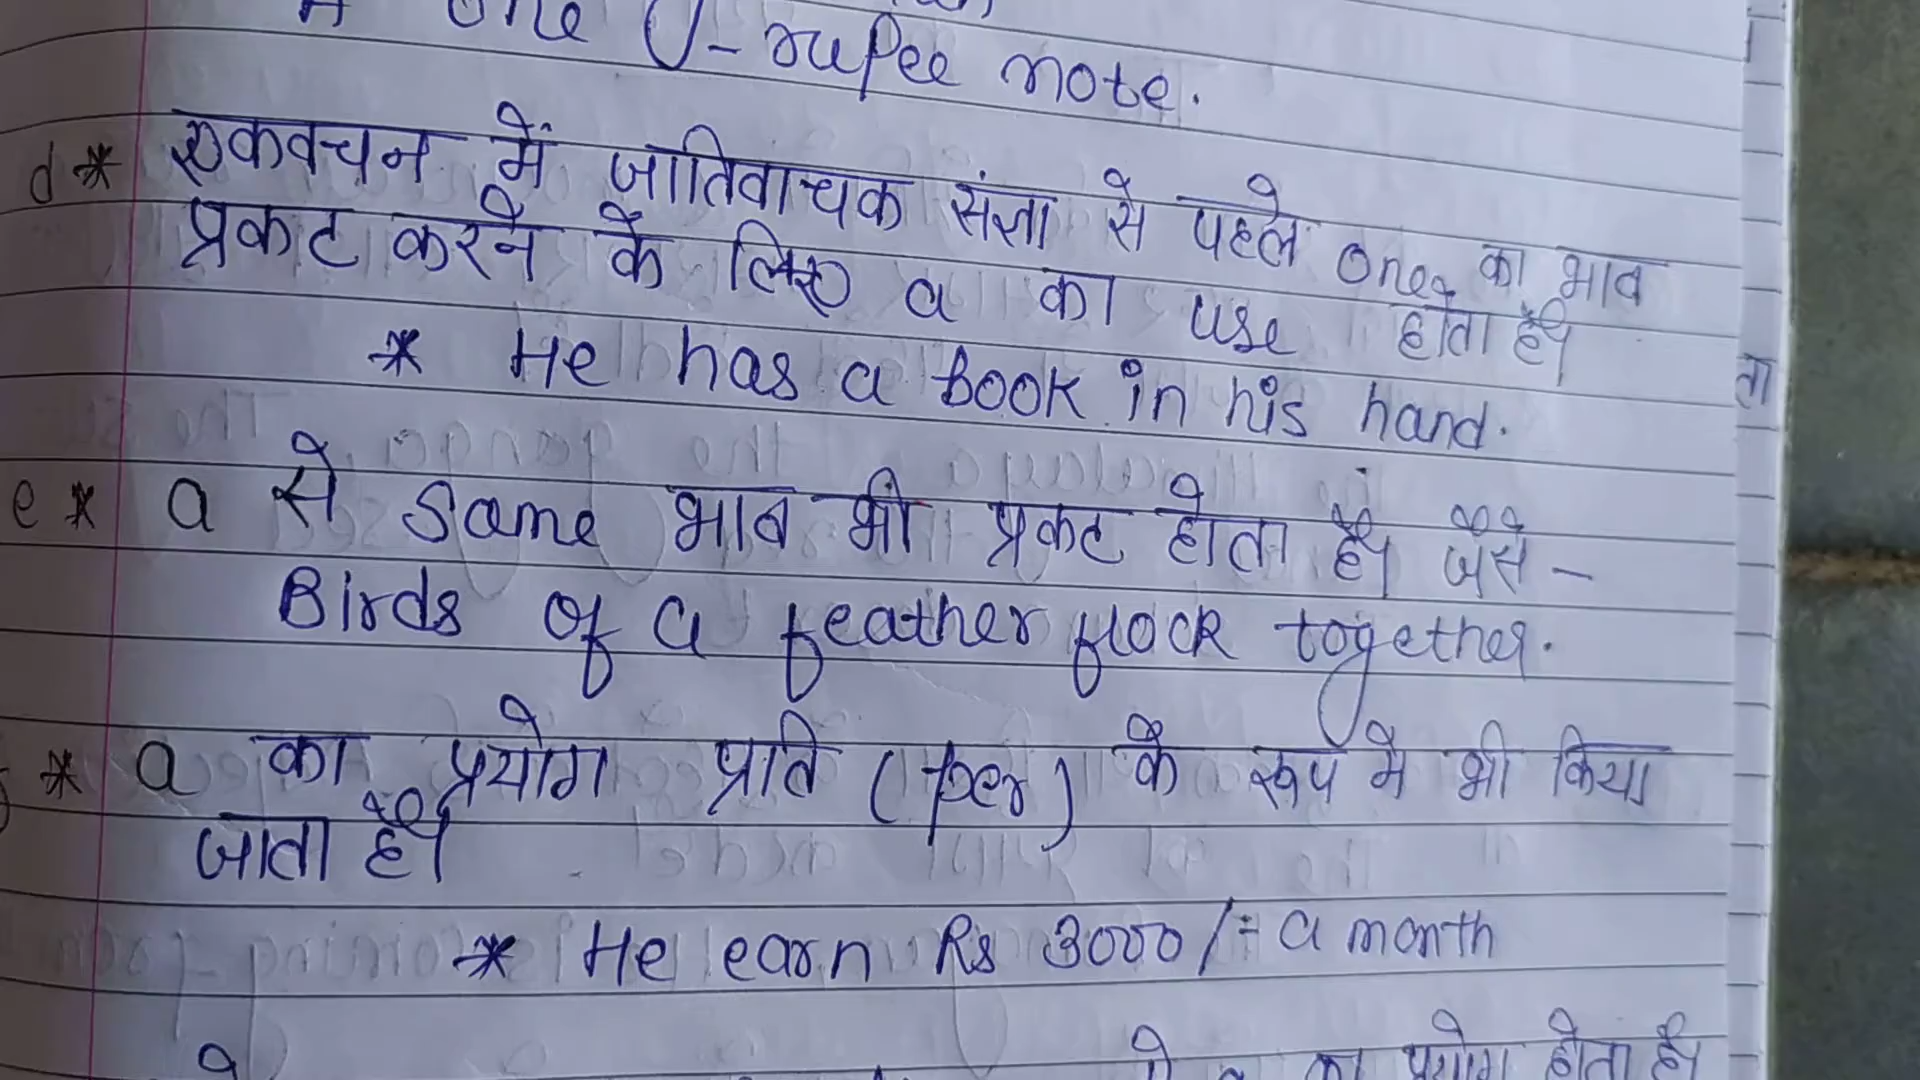 A one U-rupee note.
d* एकवचन में जातिवाचक संज्ञा से पहले one का भाव
प्रकट करने के लिए a का use होता है।
* He has a book in his hand.
e* a से same भाव भी प्रकट होता है। जैसे -
Birds of a feather flock together.
* a का प्रयोग प्रति (per) के रूप में भी किया
जाता है।
* He earn Rs 3000/= a month
का प्रयोग होता है।